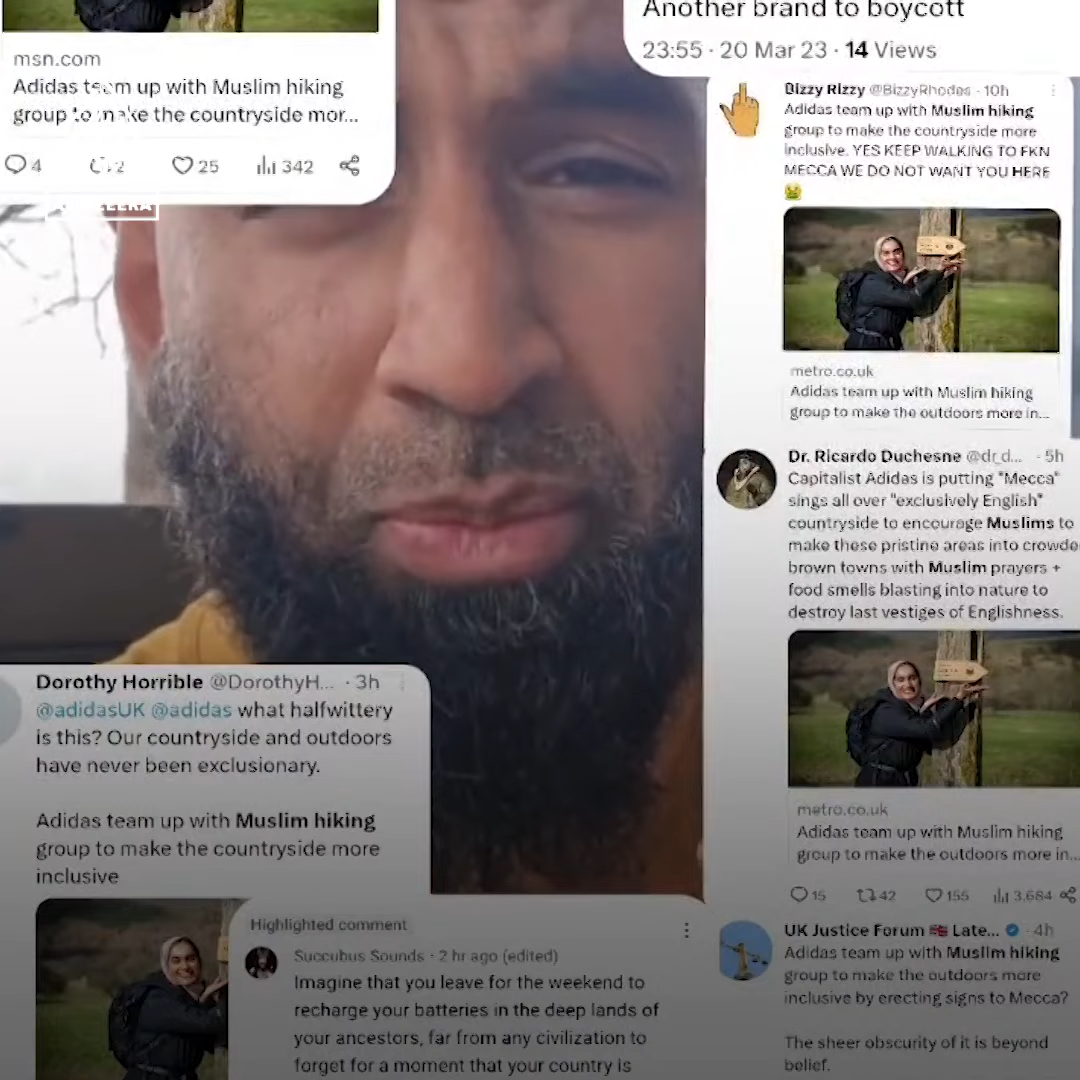 msn.com
Adidas team up with Muslim hiking
group to make the countryside mor...
4
2
25
342
Another brand to boycott
23:55 · 20 Mar 23 · 14 Views
Bizzy Rizzy @BizzyRhodes · 10h
Adidas team up with Muslim hiking
group to make the countryside more
inclusive. YES KEEP WALKING TO FKN
MECCA WE DO NOT WANT YOU HERE
metro.co.uk
Adidas team up with Muslim hiking
group to make the outdoors more in...
Dr. Ricardo Duchesne @dr_d... · 5h
Capitalist Adidas is putting "Mecca"
sings all over "exclusively English"
countryside to encourage Muslims to
make these pristine areas into crowde
brown towns with Muslim prayers +
food smells blasting into nature to
destroy last vestiges of Englishness.
metro.co.uk
Adidas team up with Muslim hiking
group to make the outdoors more in...
15
42
155
3,684
UK Justice Forum 🇬🇧 Late... · 4h
Adidas team up with Muslim hiking
group to make the outdoors more
inclusive by erecting signs to Mecca?
The sheer obscurity of it is beyond
belief.
Dorothy Horrible @DorothyH... · 3h
@adidasUK @adidas what halfwittery
is this? Our countryside and outdoors
have never been exclusionary.
Adidas team up with Muslim hiking
group to make the countryside more
inclusive
Highlighted comment
Succubus Sounds · 2 hr ago (edited)
Imagine that you leave for the weekend to
recharge your batteries in the deep lands of
your ancestors, far from any civilization to
forget for a moment that your country is